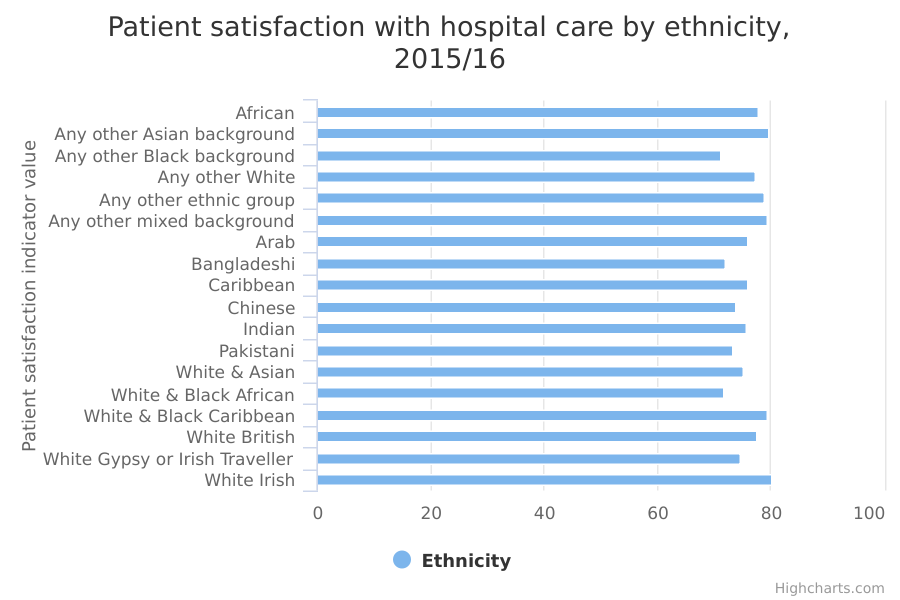 Patient satisfaction with hospital care by ethnicity,
2015/16
Patient satisfaction indicator value
African
Any other Asian background
Any other Black background
Any other White
Any other ethnic group
Any other mixed background
Arab
Bangladeshi
Caribbean
Chinese
Indian
Pakistani
White & Asian
White & Black African
White & Black Caribbean
White British
White Gypsy or Irish Traveller
White Irish
0 20 40 60 80 100
Ethnicity
Highcharts.com